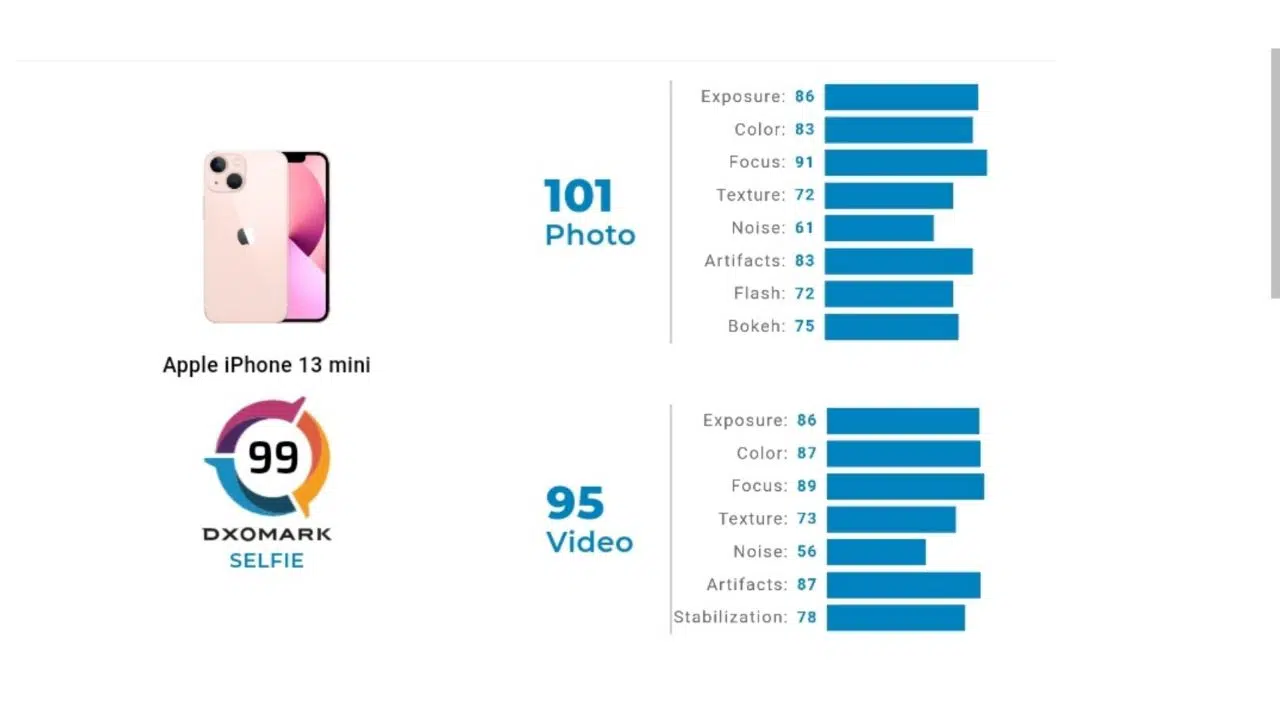 Apple iPhone 13 mini
99
DXOMARK
SELFIE
101
Photo
Exposure: 86
Color: 83
Focus: 91
Texture: 72
Noise: 61
Artifacts: 83
Flash: 72
Bokeh: 75
95
Video
Exposure: 86
Color: 87
Focus: 89
Texture: 73
Noise: 56
Artifacts: 87
Stabilization: 78